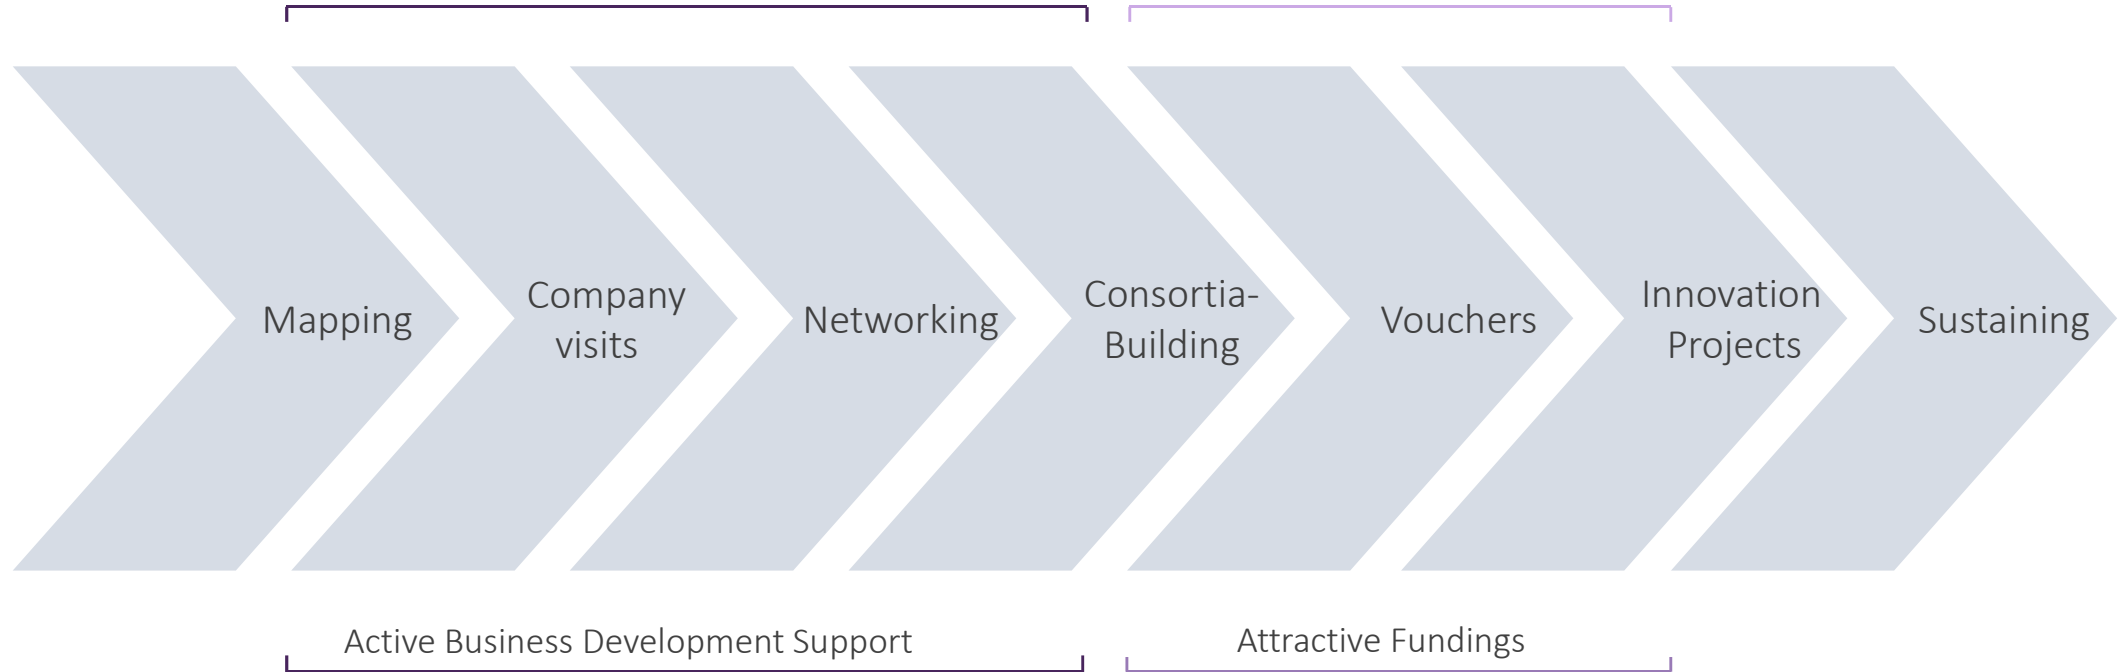 Mapping
Company
visits
Networking
Consortia-
Building
Vouchers
Innovation
Projects
Sustaining
Active Business Development Support
Attractive Fundings